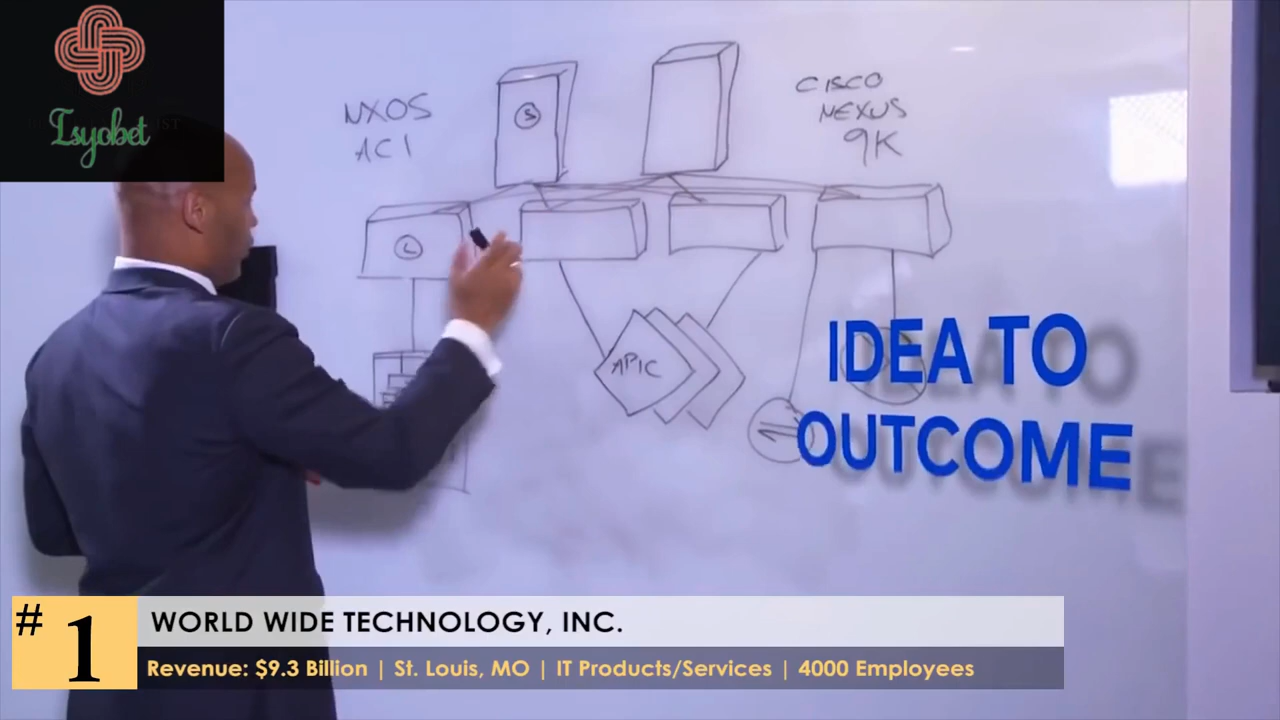 Isyobet
NXOS
ACI
S
CISCO
NEXUS
9K
L
APIC
IDEA TO
OUTCOME
#1
WORLD WIDE TECHNOLOGY, INC.
Revenue: $9.3 Billion | St. Louis, MO | IT Products/Services | 4000 Employees